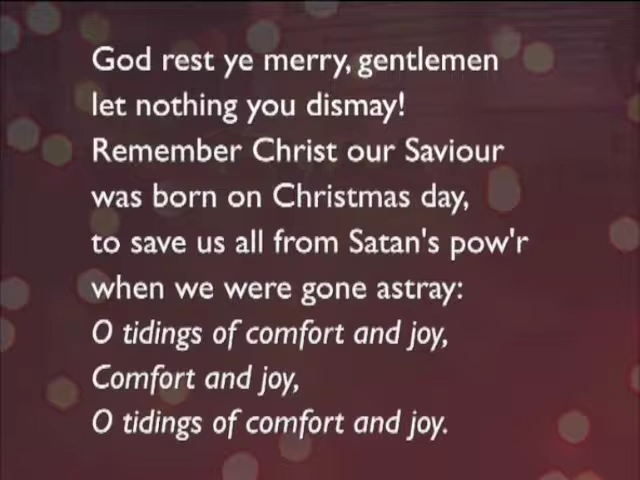 God rest ye merry, gentlemen
let nothing you dismay!
Remember Christ our Saviour
was born on Christmas day,
to save us all from Satan's pow'r
when we were gone astray:
O tidings of comfort and joy,
Comfort and joy,
O tidings of comfort and joy.